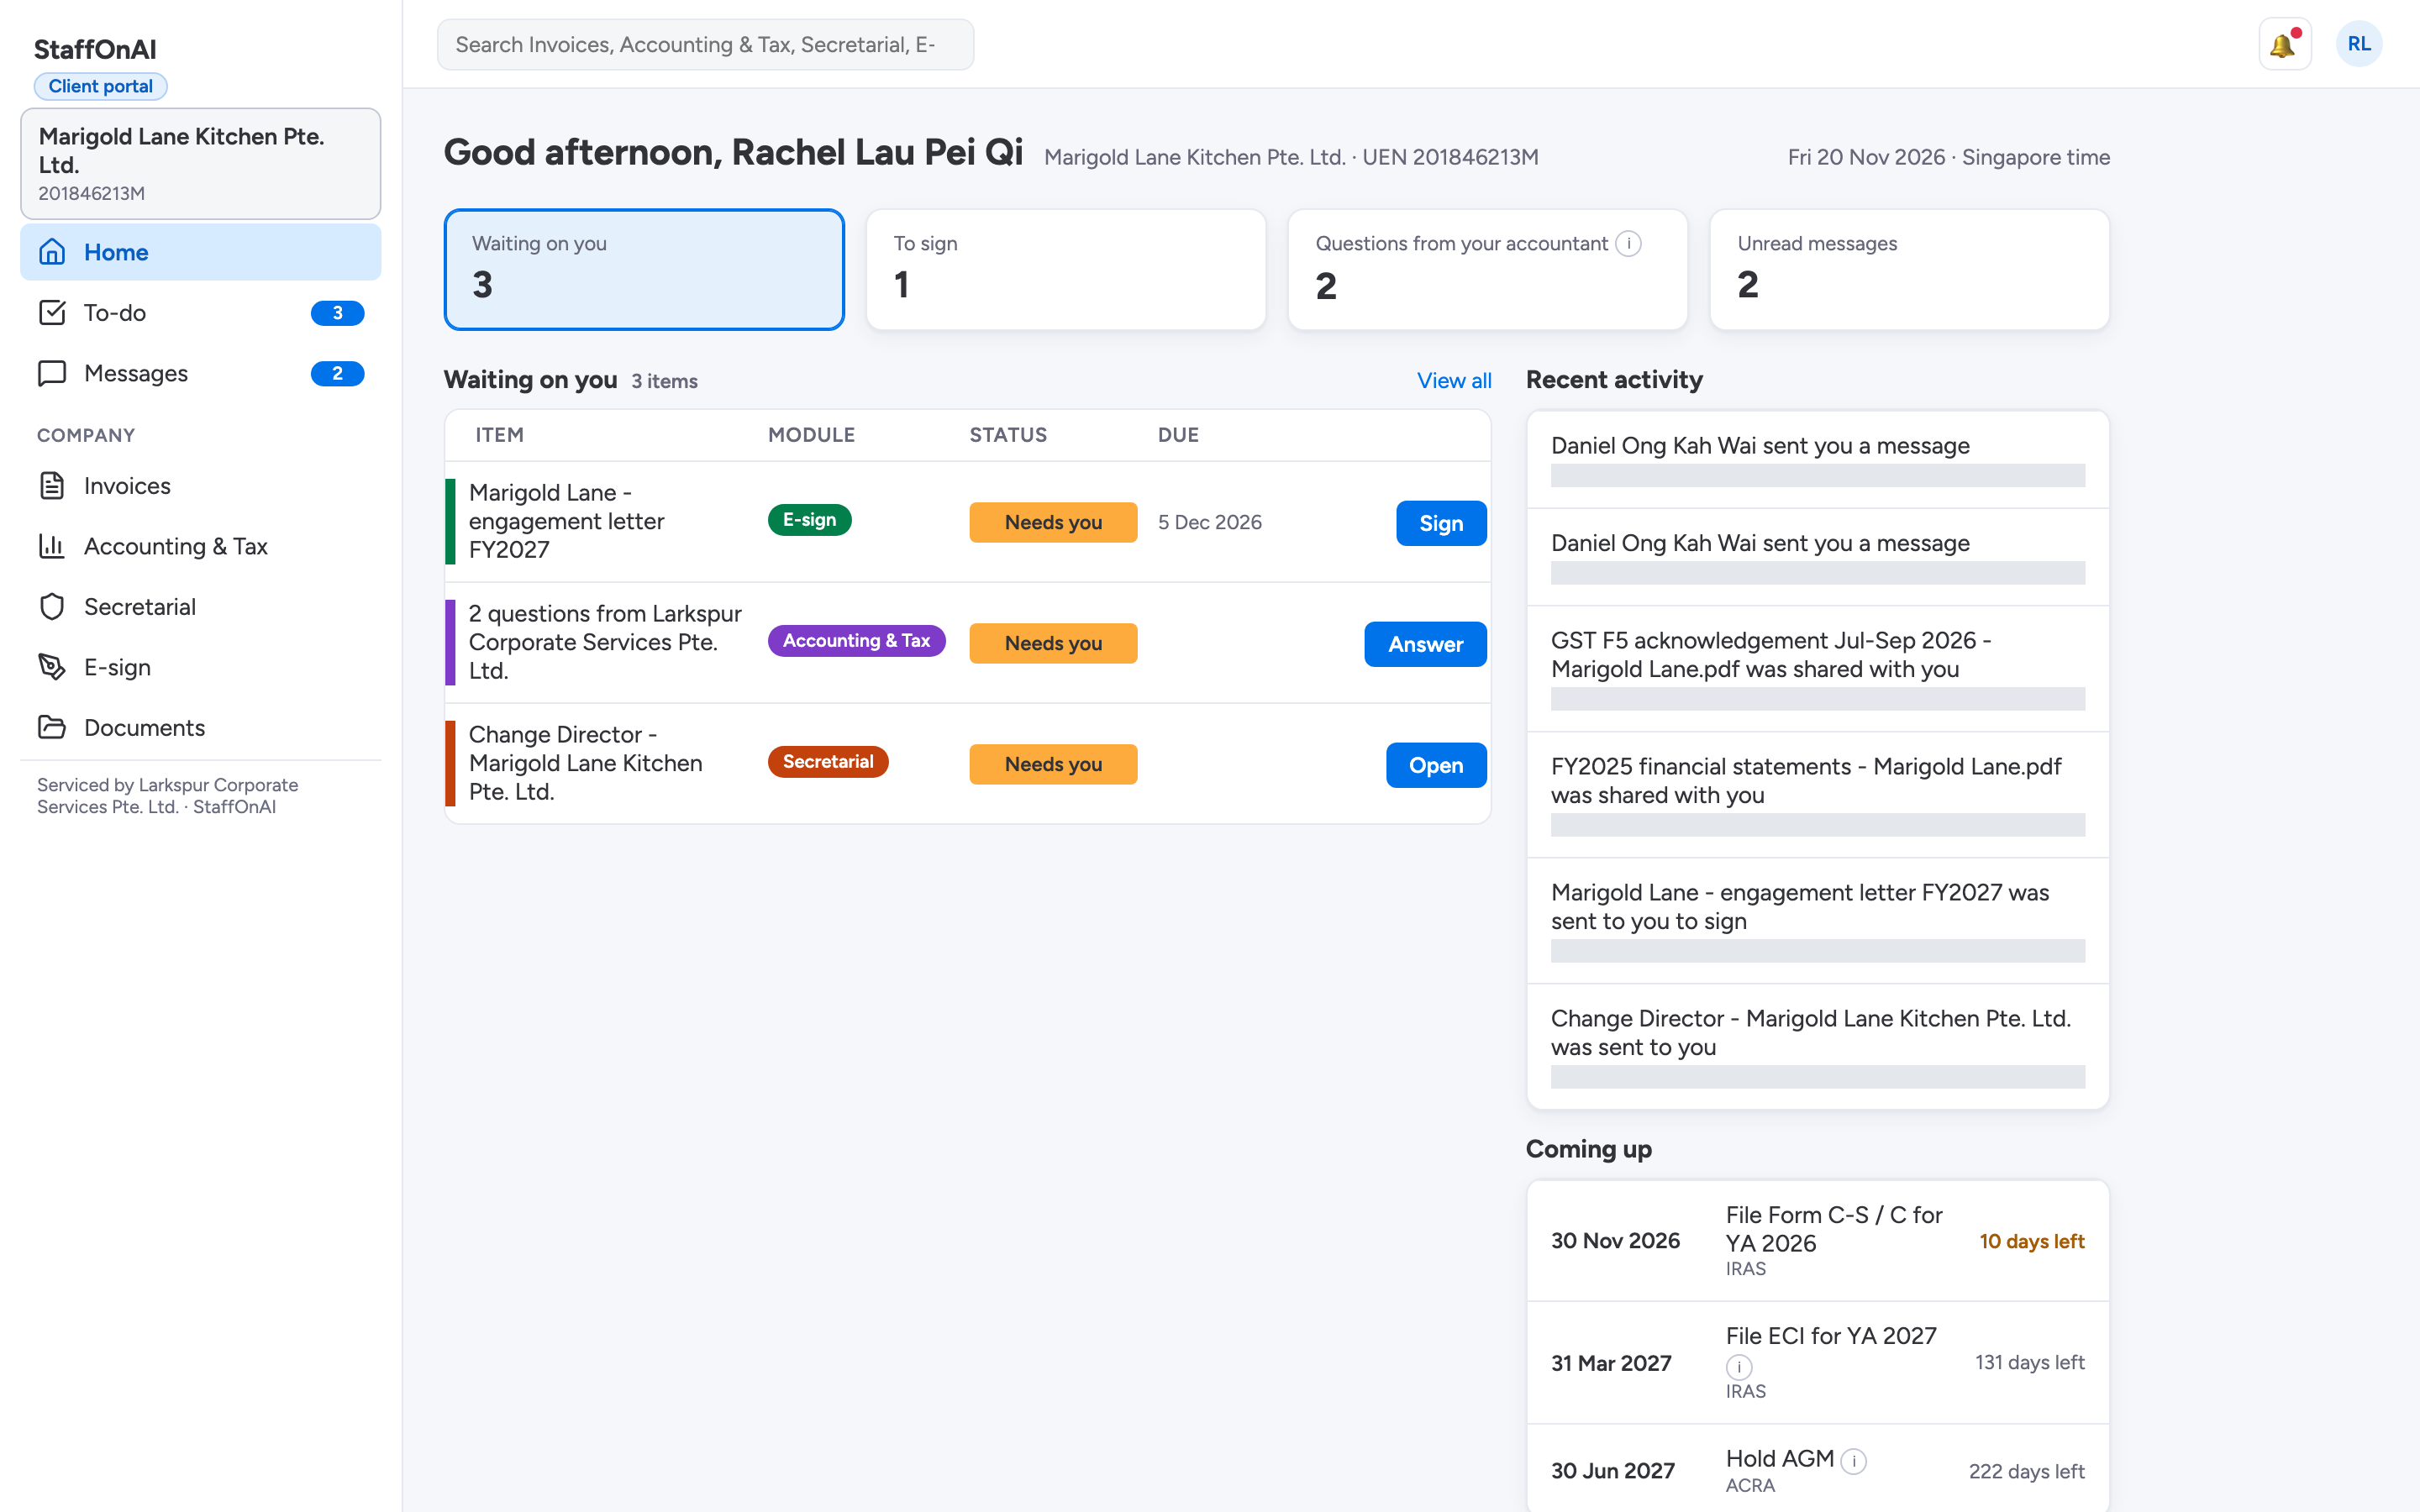 StaffOnAI
Client portal
Marigold Lane Kitchen Pte.
Ltd.
201846213M
Home
To-do 3
Messages 2
COMPANY
Invoices
Accounting & Tax
Secretarial
E-sign
Documents
Serviced by Larkspur Corporate
Services Pte. Ltd. · StaffOnAI
Search Invoices, Accounting & Tax, Secretarial, E-
RL
Good afternoon, Rachel Lau Pei Qi Marigold Lane Kitchen Pte. Ltd. · UEN 201846213M Fri 20 Nov 2026 · Singapore time
Waiting on you
3
To sign
1
Questions from your accountant i
2
Unread messages
2
Waiting on you 3 items View all
ITEM MODULE STATUS DUE
Marigold Lane -
engagement letter
FY2027
E-sign Needs you 5 Dec 2026 Sign
2 questions from Larkspur
Corporate Services Pte.
Ltd.
Accounting & Tax Needs you Answer
Change Director -
Marigold Lane Kitchen
Pte. Ltd.
Secretarial Needs you Open
Recent activity
Daniel Ong Kah Wai sent you a message
Daniel Ong Kah Wai sent you a message
GST F5 acknowledgement Jul-Sep 2026 -
Marigold Lane.pdf was shared with you
FY2025 financial statements - Marigold Lane.pdf
was shared with you
Marigold Lane - engagement letter FY2027 was
sent to you to sign
Change Director - Marigold Lane Kitchen Pte. Ltd.
was sent to you
Coming up
30 Nov 2026
File Form C-S / C for
YA 2026
IRAS
10 days left
31 Mar 2027
File ECI for YA 2027
i
IRAS
131 days left
30 Jun 2027
Hold AGM i
ACRA
222 days left